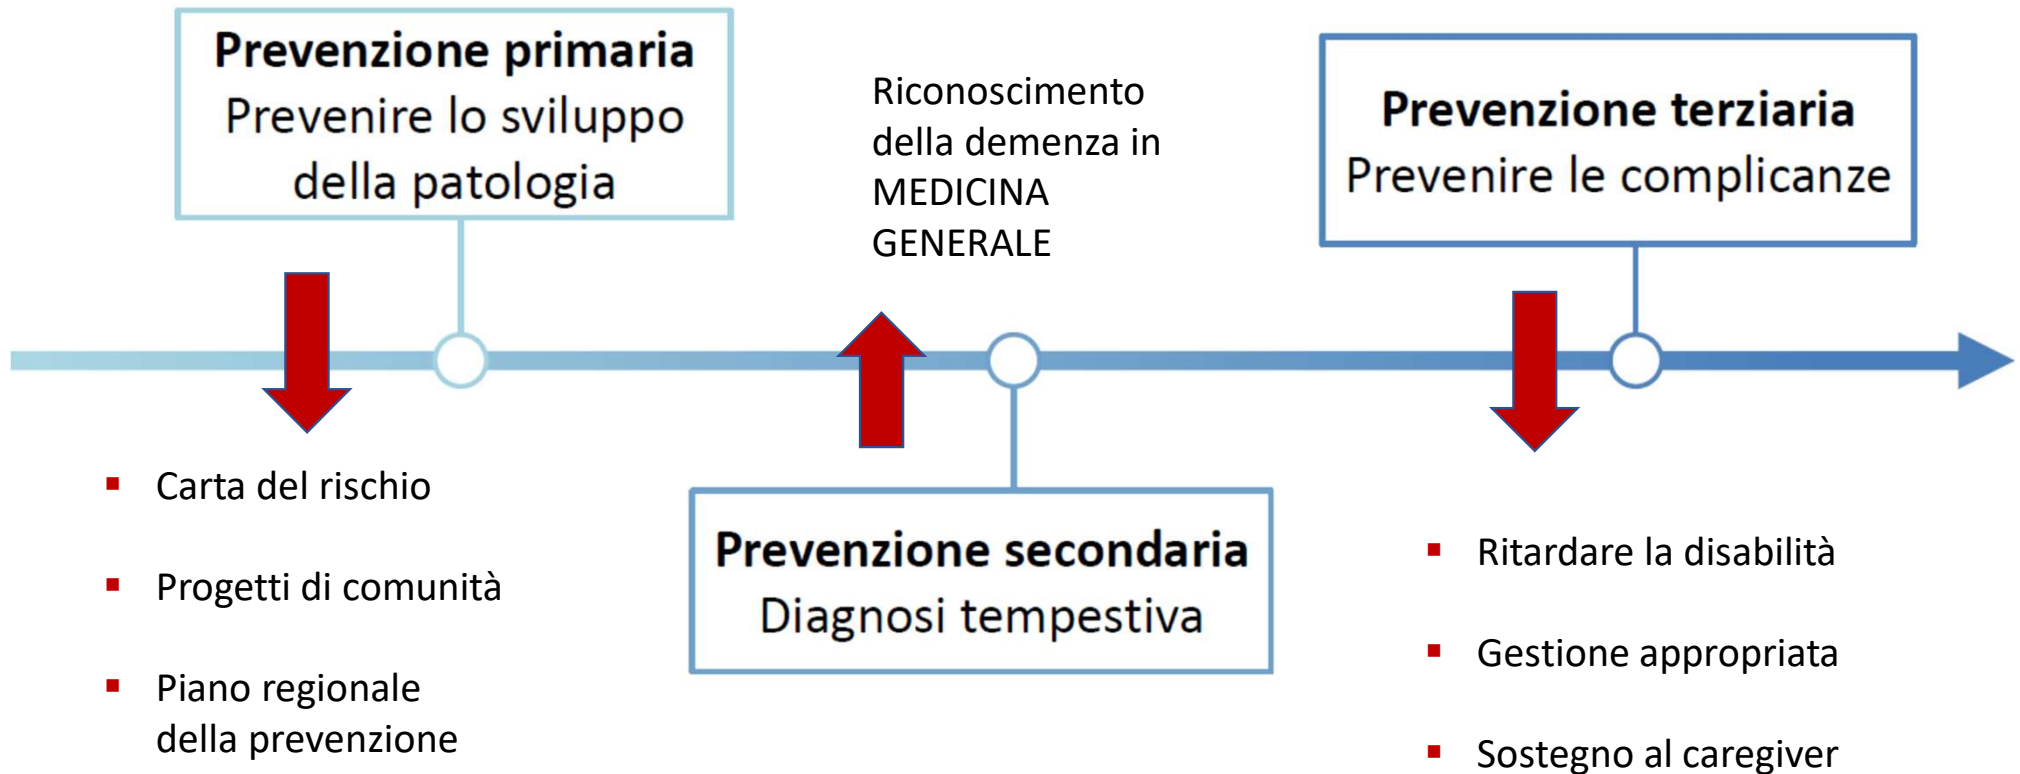 Prevenzione primaria
Prevenire lo sviluppo
della patologia
Riconoscimento
della demenza in
MEDICINA
GENERALE
Prevenzione terziaria
Prevenire le complicanze
▪ Carta del rischio
▪ Progetti di comunità
▪ Piano regionale
della prevenzione
Prevenzione secondaria
Diagnosi tempestiva
▪ Ritardare la disabilità
▪ Gestione appropriata
▪ Sostegno al caregiver